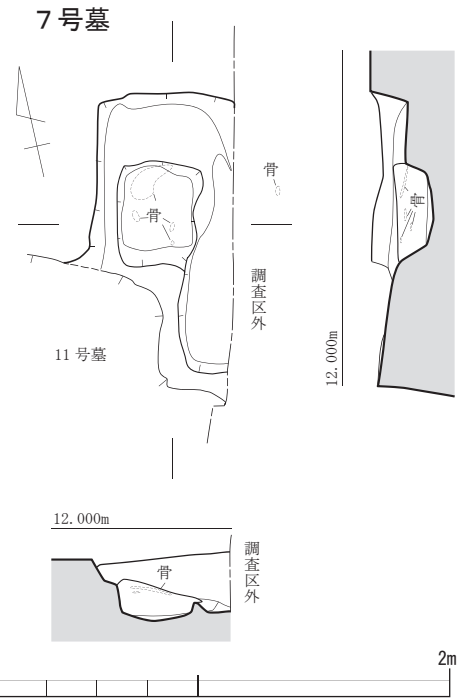 7号墓
骨
骨
調査区外
11号墓
骨
12.000m
12.000m
骨
調査区外
2m